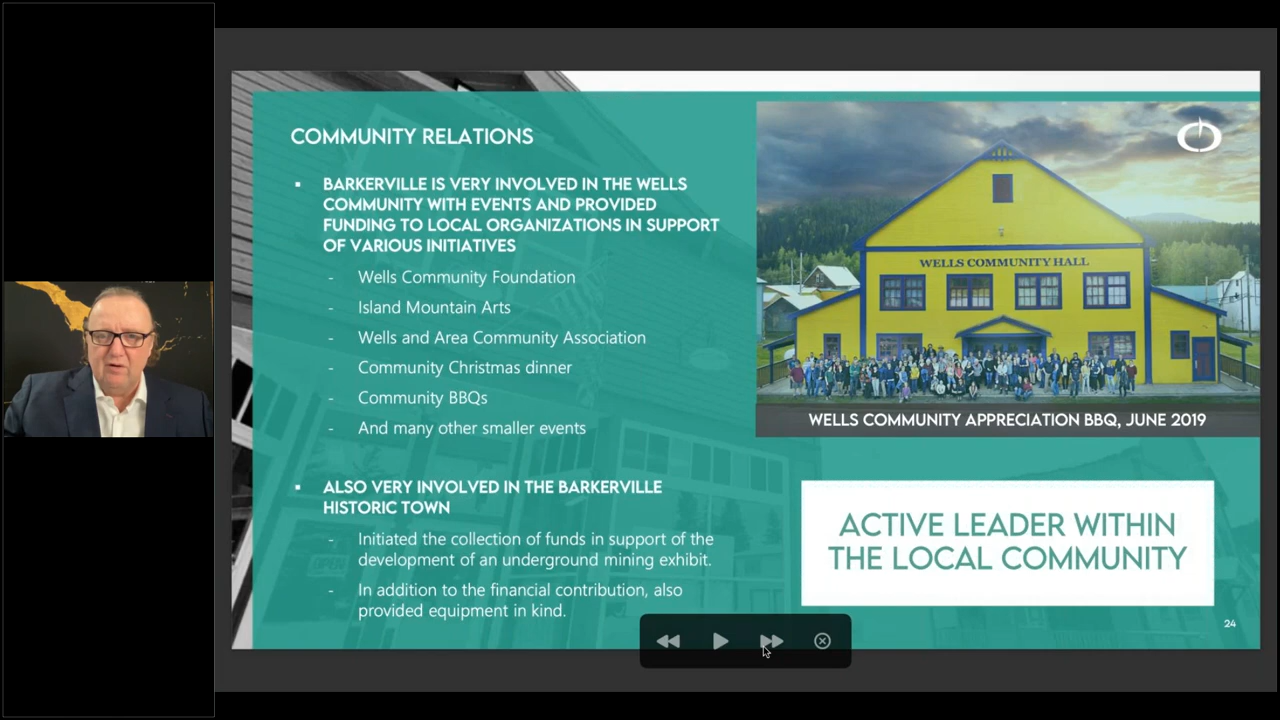 COMMUNITY RELATIONS
▪ BARKERVILLE IS VERY INVOLVED IN THE WELLS
COMMUNITY WITH EVENTS AND PROVIDED
FUNDING TO LOCAL ORGANIZATIONS IN SUPPORT
OF VARIOUS INITIATIVES
- Wells Community Foundation
- Island Mountain Arts
- Wells and Area Community Association
- Community Christmas dinner
- Community BBQs
- And many other smaller events
▪ ALSO VERY INVOLVED IN THE BARKERVILLE
HISTORIC TOWN
- Initiated the collection of funds in support of the
development of an underground mining exhibit.
- In addition to the financial contribution, also
provided equipment in kind.
WELLS COMMUNITY HALL
WELLS COMMUNITY APPRECIATION BBQ, JUNE 2019
ACTIVE LEADER WITHIN
THE LOCAL COMMUNITY
24